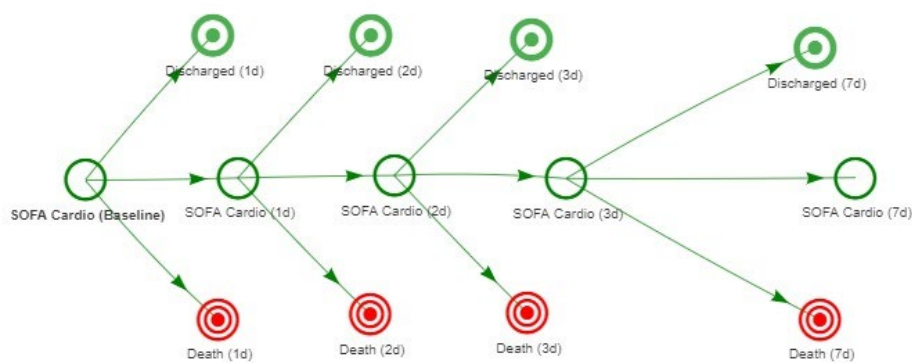 Discharged (1d)
Discharged (2d)
Discharged (3d)
Discharged (7d)
SOFA Cardio (Baseline)
SOFA Cardio (1d)
SOFA Cardio (2d)
SOFA Cardio (3d)
SOFA Cardio (7d)
Death (1d)
Death (2d)
Death (3d)
Death (7d)